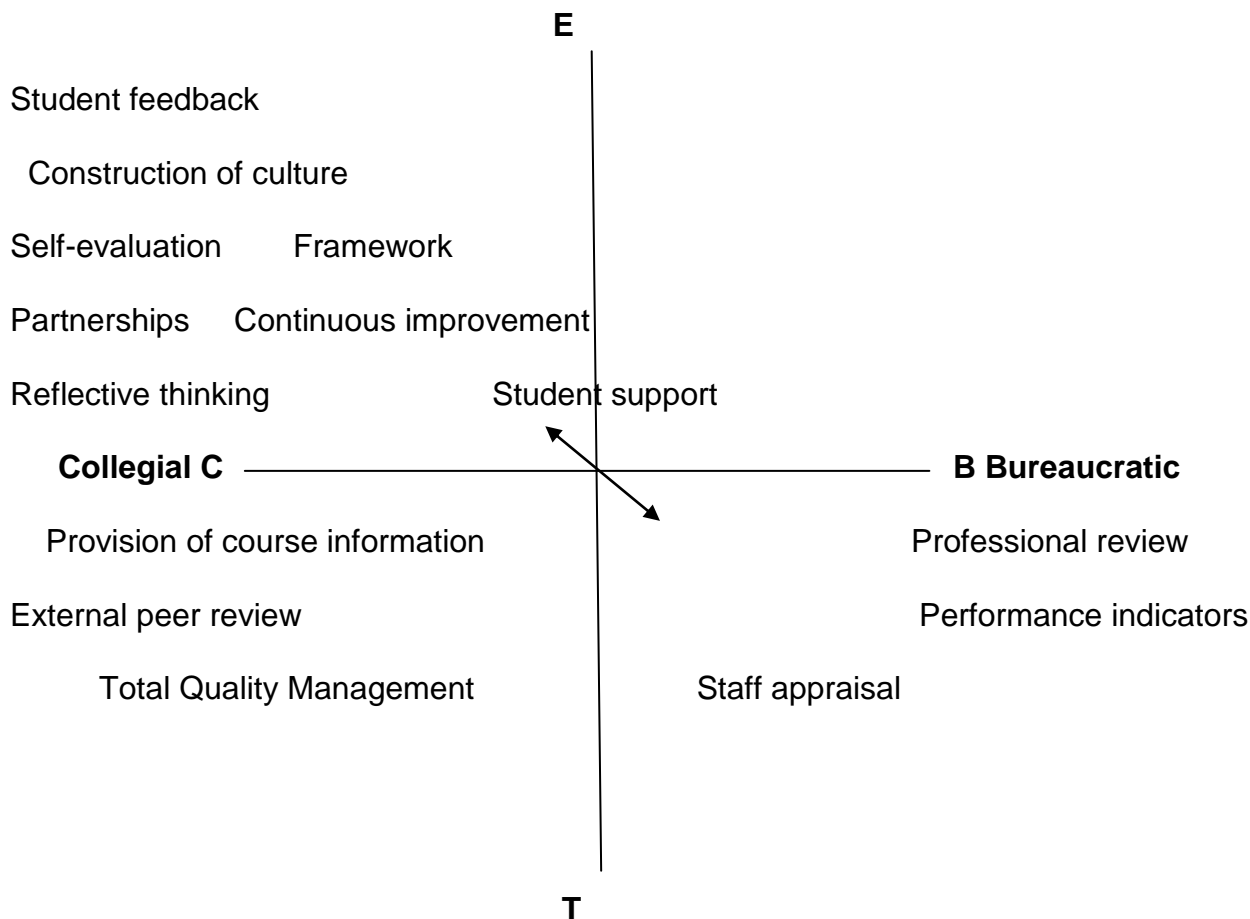 E
Student feedback
Construction of culture
Self-evaluation Framework
Partnerships Continuous improvement
Reflective thinking Student support
Collegial C B Bureaucratic
Provision of course information Professional review
External peer review Performance indicators
Total Quality Management Staff appraisal
T